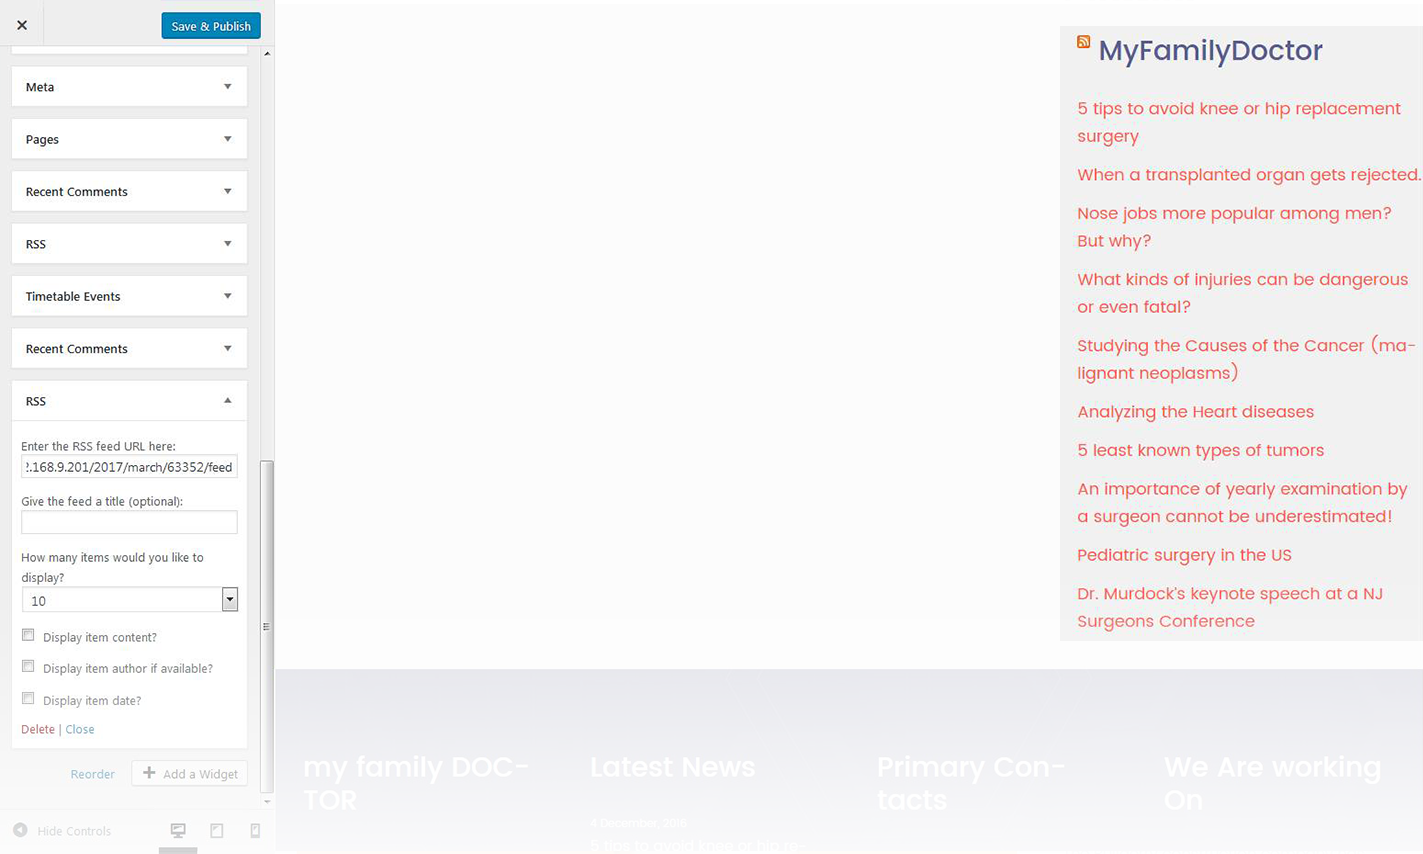 Save & Publish
Meta
Pages
Recent Comments
RSS
Timetable Events
Recent Comments
RSS
Enter the RSS feed URL here:
.168.9.201/2017/march/63352/feed
Give the feed a title (optional):
How many items would you like to
display?
10
Display item content?
Display item author if available?
Display item date?
Delete | Close
Reorder
Add a Widget
Hide Controls
MyFamilyDoctor
5 tips to avoid knee or hip replacement
surgery
When a transplanted organ gets rejected.
Nose jobs more popular among men?
But why?
What kinds of injuries can be dangerous
or even fatal?
Studying the Causes of the Cancer (ma-
lignant neoplasms)
Analyzing the Heart diseases
5 least known types of tumors
An importance of yearly examination by
a surgeon cannot be underestimated!
Pediatric surgery in the US
Dr. Murdock's keynote speech at a NJ
Surgeons Conference
my family DOC-
TOR
Latest News
4 December, 2016
5 tips to avoid knee or hip re-
Primary Con-
tacts
We Are working
On